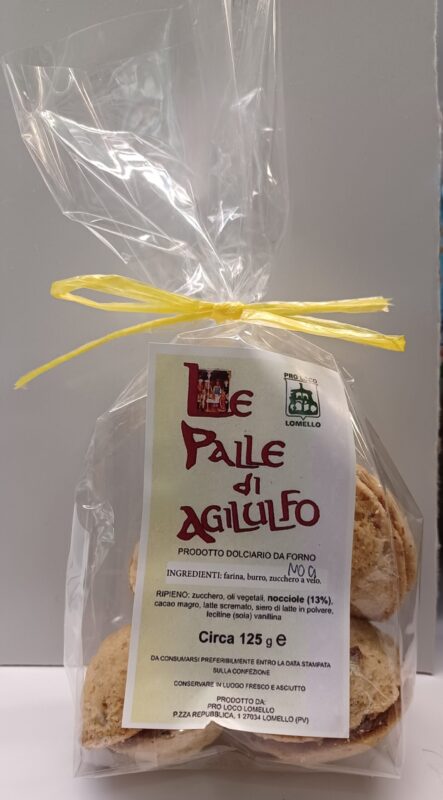 PRO LOCO
LOMELLO
Le
Palle
di
Agilulfo
PRODOTTO DOLCIARIO DA FORNO
INGREDIENTI: farina, burro, zucchero a velo.
RIPIENO: zucchero, oli vegetali, nocciole (13%),
cacao magro, latte scremato, siero di latte in polvere,
lecitine (soia) vanillina
Circa 125 g e
DA CONSUMARSI PREFERIBILMENTE ENTRO LA DATA STAMPATA
SULLA CONFEZIONE
CONSERVARE IN LUOGO FRESCO E ASCIUTTO
PRODOTTO DA:
PRO LOCO LOMELLO
P.ZZA REPUBBLICA, 1 27034 LOMELLO (PV)